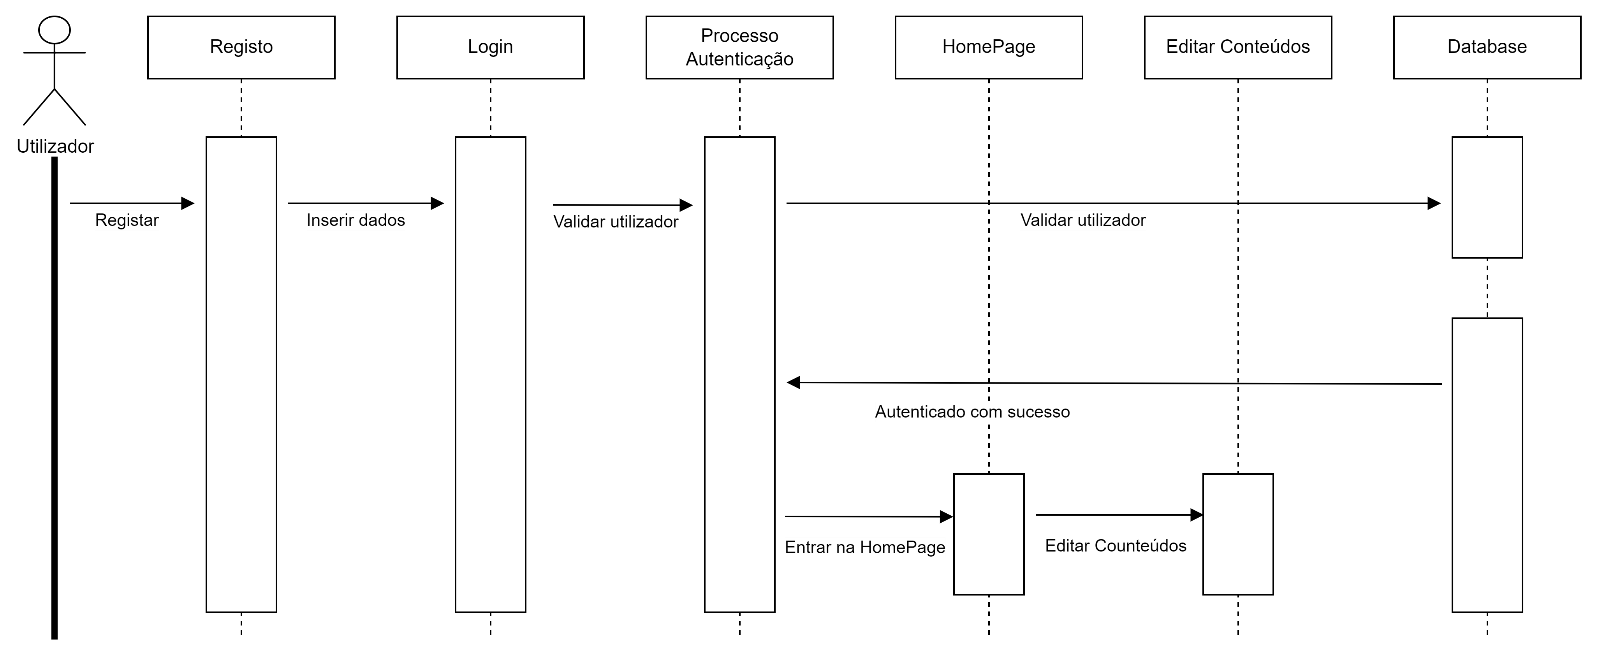 Registo
Login
Processo
Autenticação
HomePage
Editar Conteúdos
Database
Utilizador
Registar
Inserir dados
Validar utilizador
Validar utilizador
Autenticado com sucesso
Entrar na HomePage
Editar Counteúdos